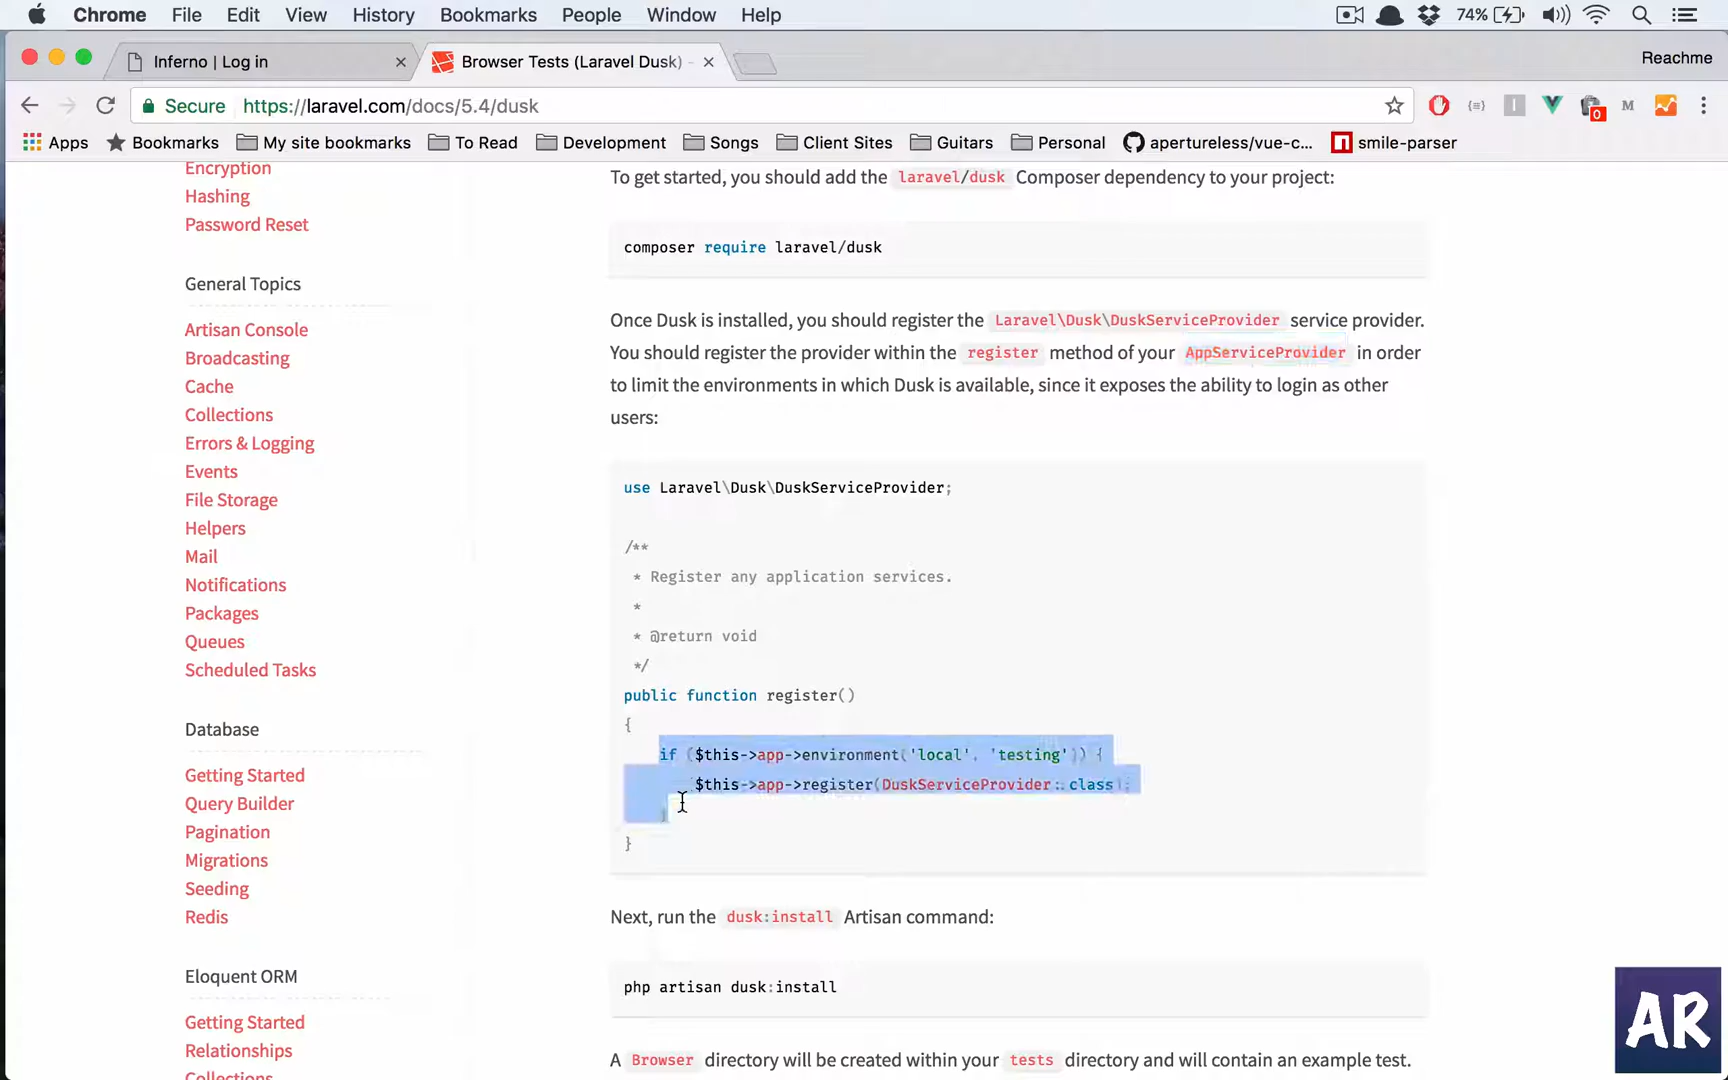 Chrome File Edit View History Bookmarks People Window Help 74%
Inferno | Log in
Browser Tests (Laravel Dusk) -
Reachme
Secure https://laravel.com/docs/5.4/dusk
0
M
Apps Bookmarks My site bookmarks To Read Development Songs Client Sites Guitars Personal apertureless/vue-c... smile-parser
Encryption
Hashing
Password Reset
General Topics
Artisan Console
Broadcasting
Cache
Collections
Errors & Logging
Events
File Storage
Helpers
Mail
Notifications
Packages
Queues
Scheduled Tasks
Database
Getting Started
Query Builder
Pagination
Migrations
Seeding
Redis
Eloquent ORM
Getting Started
Relationships
Collections
To get started, you should add the laravel/dusk Composer dependency to your project:
composer require laravel/dusk
Once Dusk is installed, you should register the Laravel\Dusk\DuskServiceProvider service provider.
You should register the provider within the register method of your AppServiceProvider in order
to limit the environments in which Dusk is available, since it exposes the ability to login as other
users:
use Laravel\Dusk\DuskServiceProvider;
/**
* Register any application services.
*
* @return void
*/
public function register()
{
if ($this->app->environment('local', 'testing')) {
$this->app->register(DuskServiceProvider::class);
}
}
Next, run the dusk:install Artisan command:
php artisan dusk:install
A Browser directory will be created within your tests directory and will contain an example test.
AR